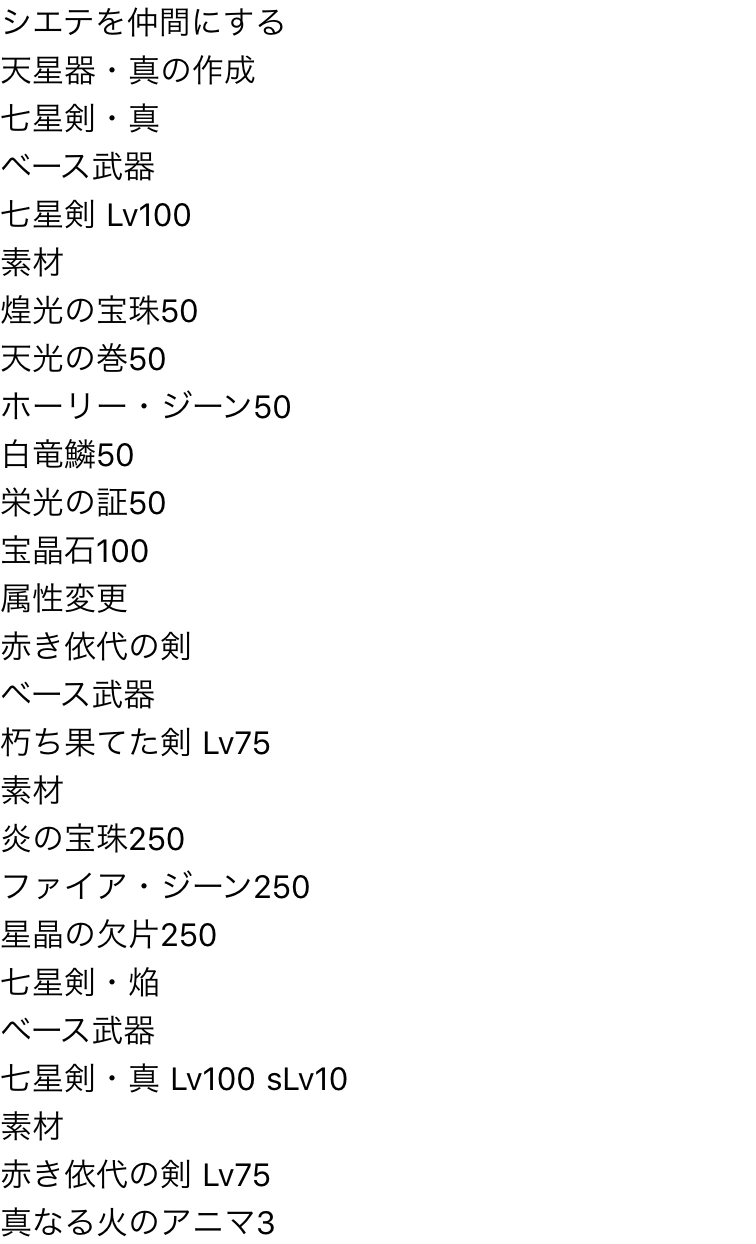 シエテを仲間にする
天星器・真の作成
七星剣・真
ベース武器
七星剣 Lv100
素材
煌光の宝珠50
天光の巻50
ホーリー・ジーン50
白竜鱗50
栄光の証50
宝晶石100
属性変更
赤き依代の剣
ベース武器
朽ち果てた剣 Lv75
素材
炎の宝珠250
ファイア・ジーン250
星晶の欠片250
七星剣・焔
ベース武器
七星剣・真 Lv100 sLv10
素材
赤き依代の剣 Lv75
真なる火のアニマ3